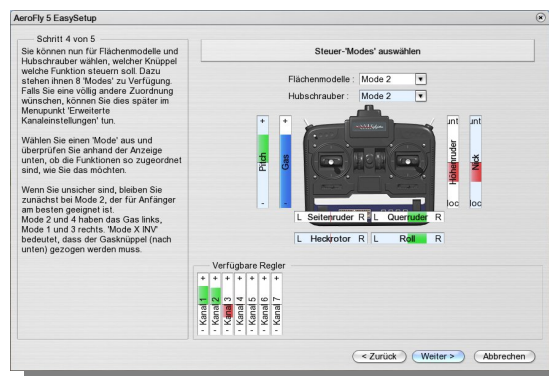 AeroFly 5 EasySetup
Schritt 4 von 5
Sie können nun für Flächenmodelle und
Hubschrauber wählen, welcher Knüppel
welche Funktion steuern soll. Dazu
stehen ihnen 8 'Modes' zu Verfügung.
Falls Sie eine völlig andere Zuordnung
wünschen, können Sie dies später im
Menupunkt 'Erweiterte
Kanaleinstellungen' tun.
Wählen Sie einen 'Mode' aus und
überprüfen Sie anhand der Anzeige
unten, ob die Funktionen so zugeordnet
sind, wie Sie das möchten.
Wenn Sie unsicher sind, bleiben Sie
zunächst bei Mode 2, der für Anfänger
am besten geeignet ist.
Mode 2 und 4 haben das Gas links,
Mode 1 und 3 rechts. 'Mode X INV'
bedeutet, dass der Gasknüppel (nach
unten) gezogen werden muss.
Steuer-'Modes' auswählen
Flächenmodelle : Mode 2
Hubschrauber : Mode 2
- Pitch +
- Gas +
loc Höhenruder unt
loc Nick unt
L Seitenruder R
L Querruder R
L Heckrotor R
L Roll R
Verfügbare Regler
- Kanal 1 +
- Kanal 2 +
- Kanal 3 +
- Kanal 4 +
- Kanal 5 +
- Kanal 6 +
- Kanal 7 +
< Zurück
Weiter >
Abbrechen